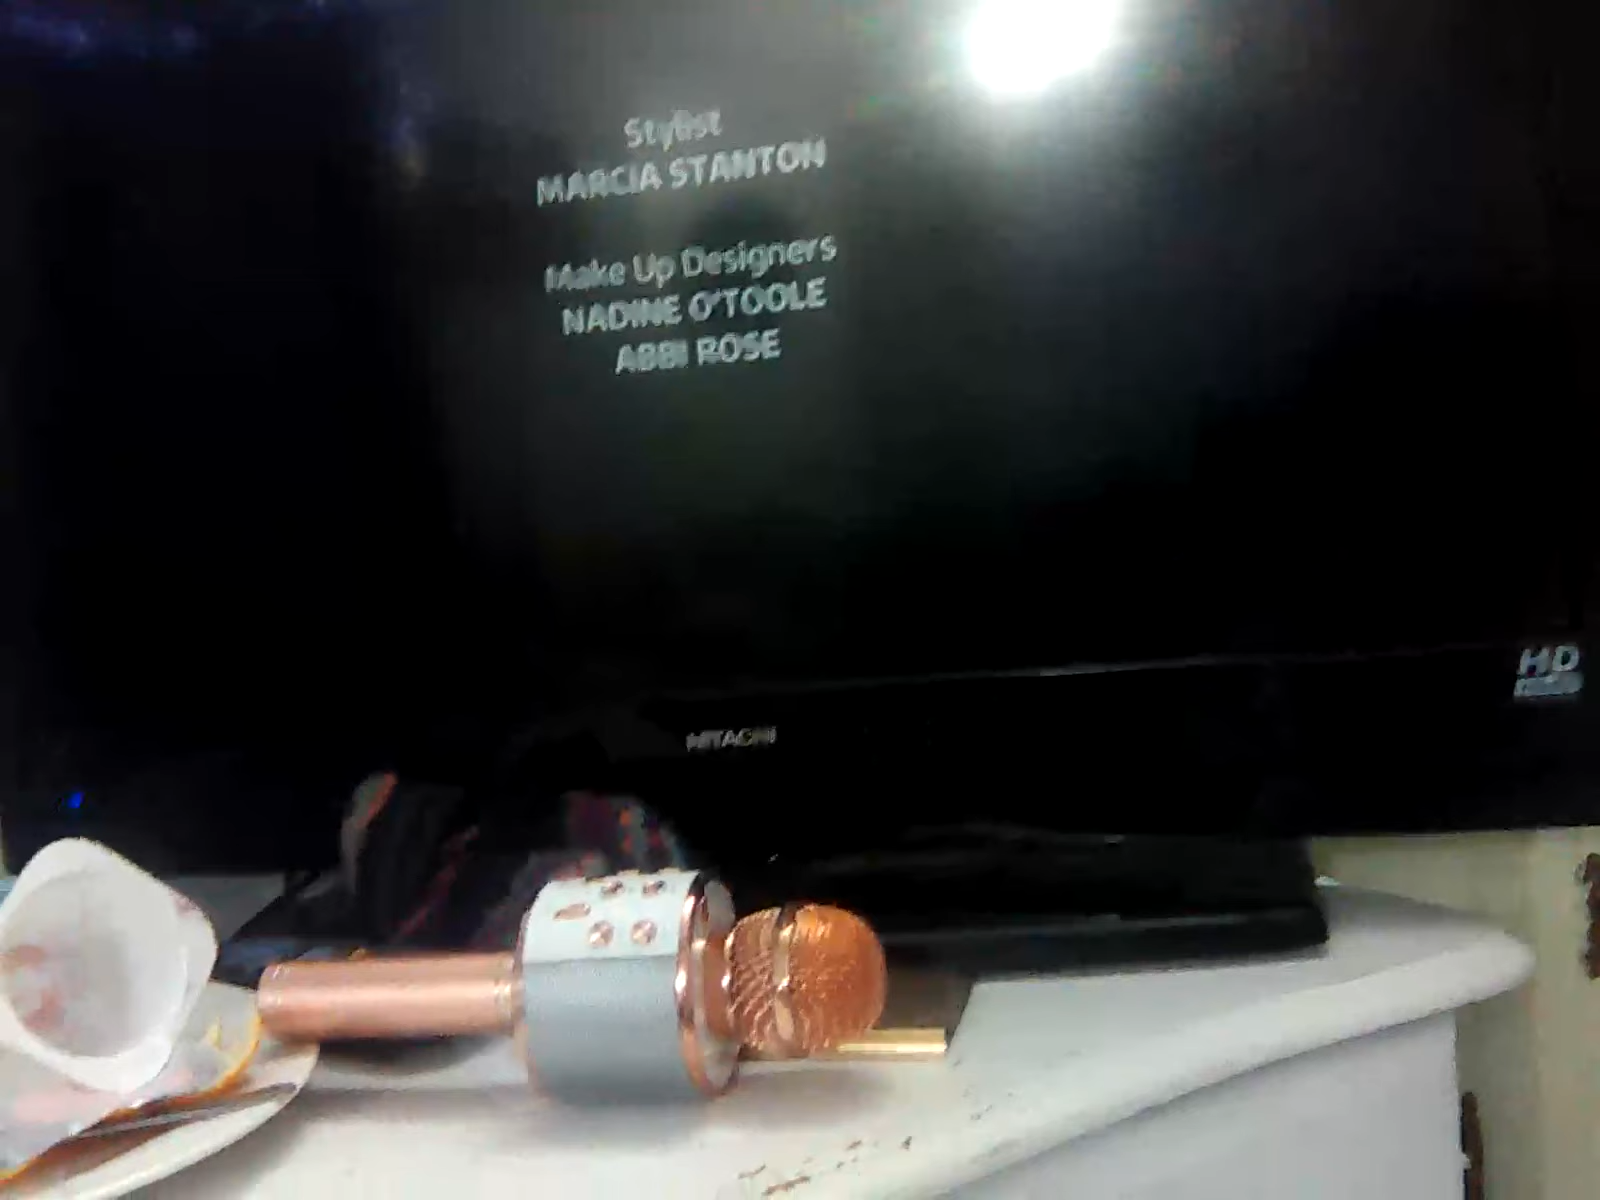 Stylist
MARCIA STANTON
Make Up Designers
NADINE O'TOOLE
ABBI ROSE
HD
HITACHI